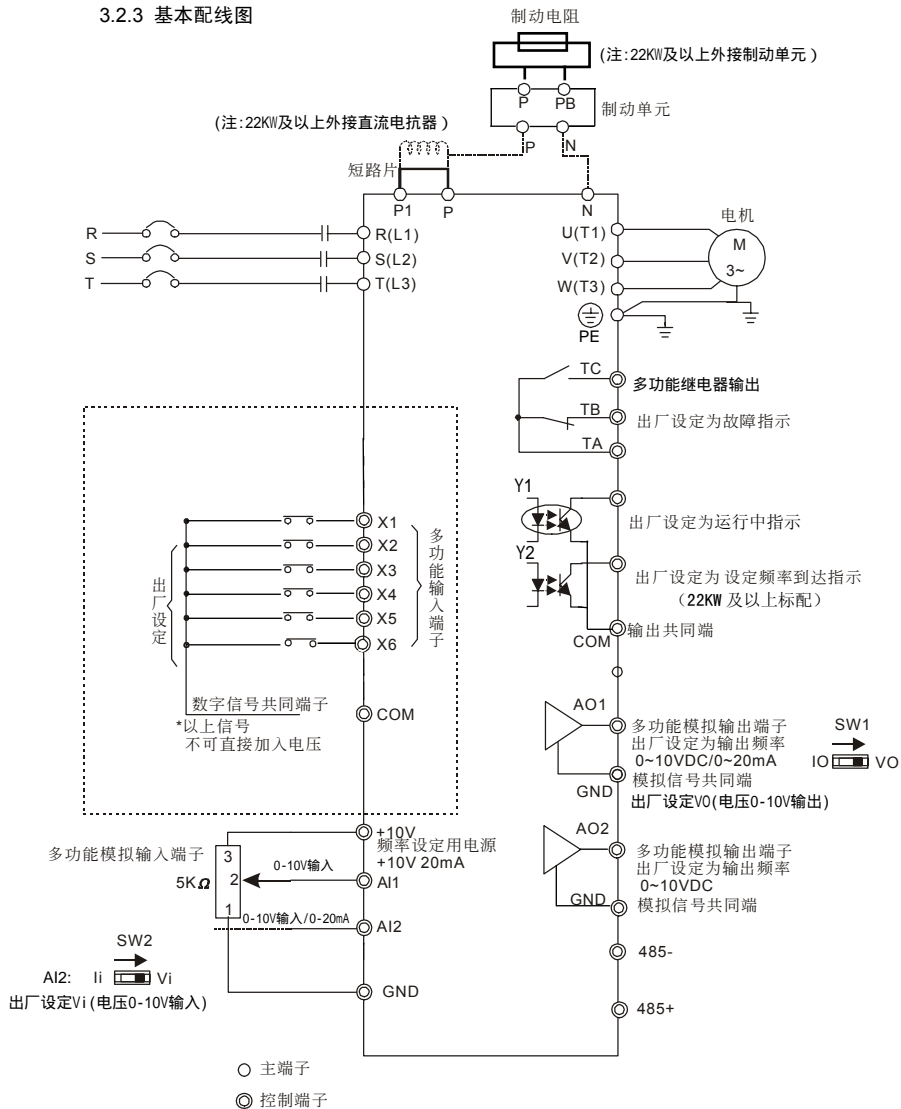 3.2.3 基本配线图
制动电阻
(注:22KW及以上外接制动单元)
P PB
制动单元
P N
(注:22KW及以上外接直流电抗器)
短路片
P1 P N
R R(L1)
S S(L2)
T T(L3)
U(T1)
V(T2)
W(T3)
电机
M
3~
PE
TC
多功能继电器输出
TB
出厂设定为故障指示
TA
Y1
出厂设定为运行中指示
Y2
出厂设定为 设定频率到达指示
(22KW 及以上标配)
COM
输出共同端
X1
X2
X3
X4
X5
X6
出厂设定
多功能输入端子
数字信号共同端子
COM
*以上信号
不可直接加入电压
AO1
多功能模拟输出端子
出厂设定为输出频率
0~10VDC/0~20mA
GND
模拟信号共同端
出厂设定V0(电压0-10V输出)
SW1
IO VO
+10V
频率设定用电源
+10V 20mA
多功能模拟输入端子
3
5KΩ 2
1
0-10V输入
AI1
0-10V输入/0-20mA
AI2
SW2
AI2: Ii Vi
出厂设定Vi(电压0-10V输入)
GND
AO2
多功能模拟输出端子
出厂设定为输出频率
0~10VDC
GND
模拟信号共同端
485-
485+
主端子
控制端子